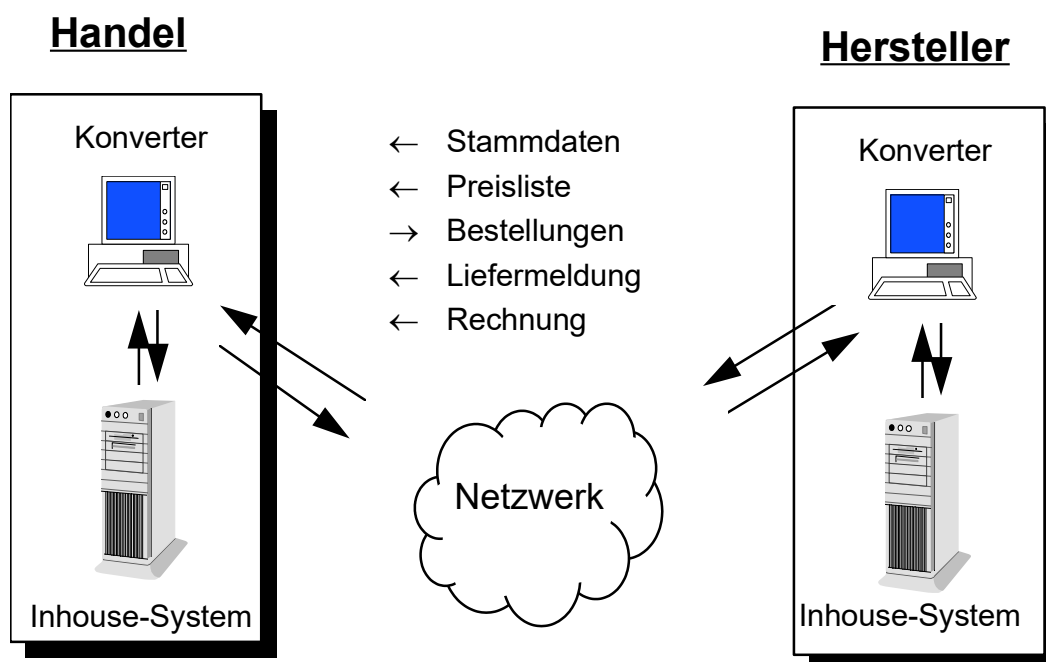 Handel
Hersteller
Konverter
← Stammdaten
← Preisliste
→ Bestellungen
← Liefermeldung
← Rechnung
Konverter
Netzwerk
Inhouse-System
Inhouse-System